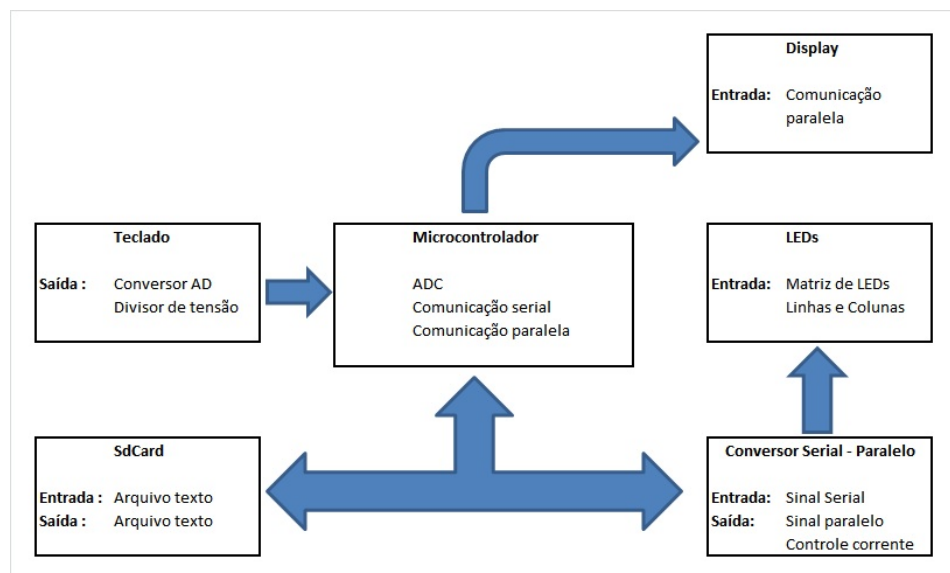 Display
Entrada: Comunicação
paralela
Teclado
Saída : Conversor AD
Divisor de tensão
Microcontrolador
ADC
Comunicação serial
Comunicação paralela
LEDs
Entrada: Matriz de LEDs
Linhas e Colunas
SdCard
Entrada : Arquivo texto
Saída : Arquivo texto
Conversor Serial - Paralelo
Entrada: Sinal Serial
Saída: Sinal paralelo
Controle corrente